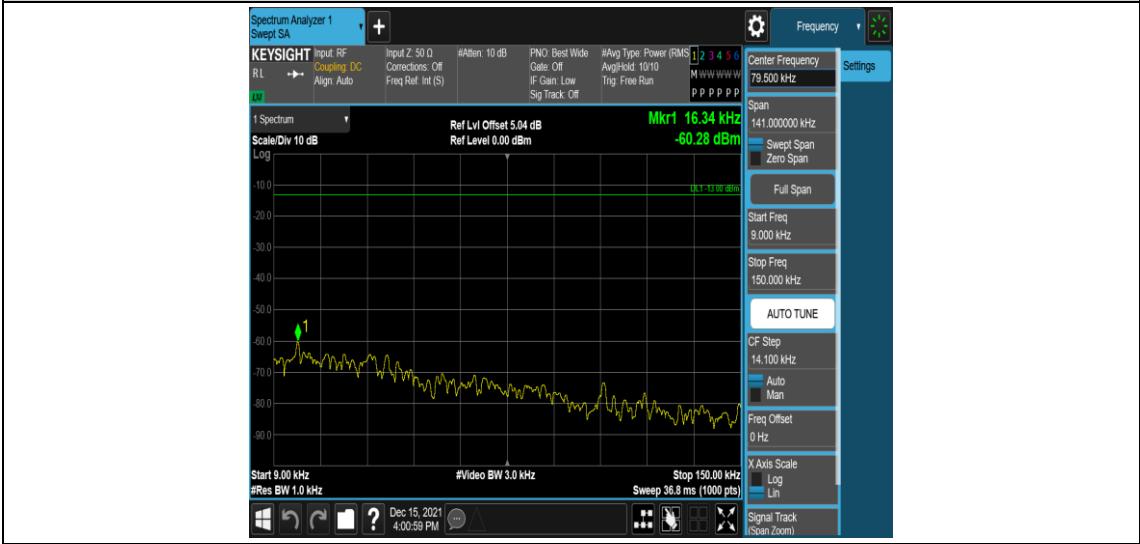 Spectrum Analyzer 1
Swept SA
+
Frequency
KEYSIGHT
RL
Input: RF
Coupling: DC
Align: Auto
Input Z: 50 Ω
Corrections: Off
Freq Ref: Int (S)
#Atten: 10 dB
PNO: Best Wide
Gate: Off
IF Gain: Low
Sig Track: Off
#Avg Type: Power (RMS
Avg|Hold: 10/10
Trig: Free Run
1 2 3 4 5 6
M W W W W W
P P P P P P
1 Spectrum
Scale/Div 10 dB
Log
Ref Lvl Offset 5.04 dB
Ref Level 0.00 dBm
Mkr1 16.34 kHz
-60.28 dBm
DL1 -13.00 dBm
-10.0
-20.0
-30.0
-40.0
-50.0
-60.0
-70.0
-80.0
-90.0
1
Start 9.00 kHz
#Res BW 1.0 kHz
#Video BW 3.0 kHz
Stop 150.00 kHz
Sweep 36.8 ms (1000 pts)
Center Frequency
79.500 kHz
Settings
Span
141.000000 kHz
Swept Span
Zero Span
Full Span
Start Freq
9.000 kHz
Stop Freq
150.000 kHz
AUTO TUNE
CF Step
14.100 kHz
Auto
Man
Freq Offset
0 Hz
X Axis Scale
Log
Lin
Signal Track
(Span Zoom)
?
Dec 15, 2021
4:00:59 PM